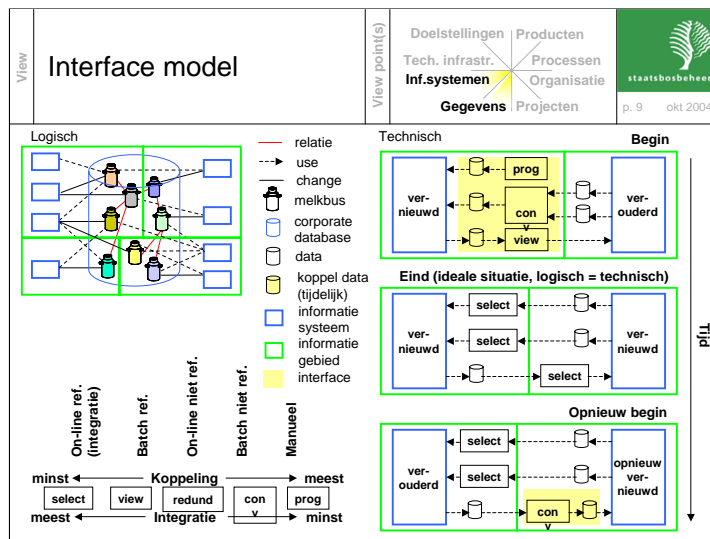 View
Interface model
View point(s)
Doelstellingen
Producten
Tech. infrastr.
Processen
Inf.systemen
Organisatie
Gegevens
Projecten
staatsbosbeheer
p. 9 okt 2004
Logisch
relatie
use
change
melkbus
corporate
database
data
koppel data
(tijdelijk)
informatie
systeem
informatie
gebied
interface
On-line ref.
(integratie)
Batch ref.
On-line niet ref.
Batch niet ref.
Manueel
minst Koppeling meest
select
view
redund
con
v
prog
meest Integratie minst
Technisch
Begin
ver-
nieuwd
prog
con
v
view
ver-
ouderd
Eind (ideale situatie, logisch = technisch)
ver-
nieuwd
select
select
select
ver-
nieuwd
Opnieuw begin
ver-
ouderd
select
select
con
v
opnieuw
ver-
nieuwd
Tijd